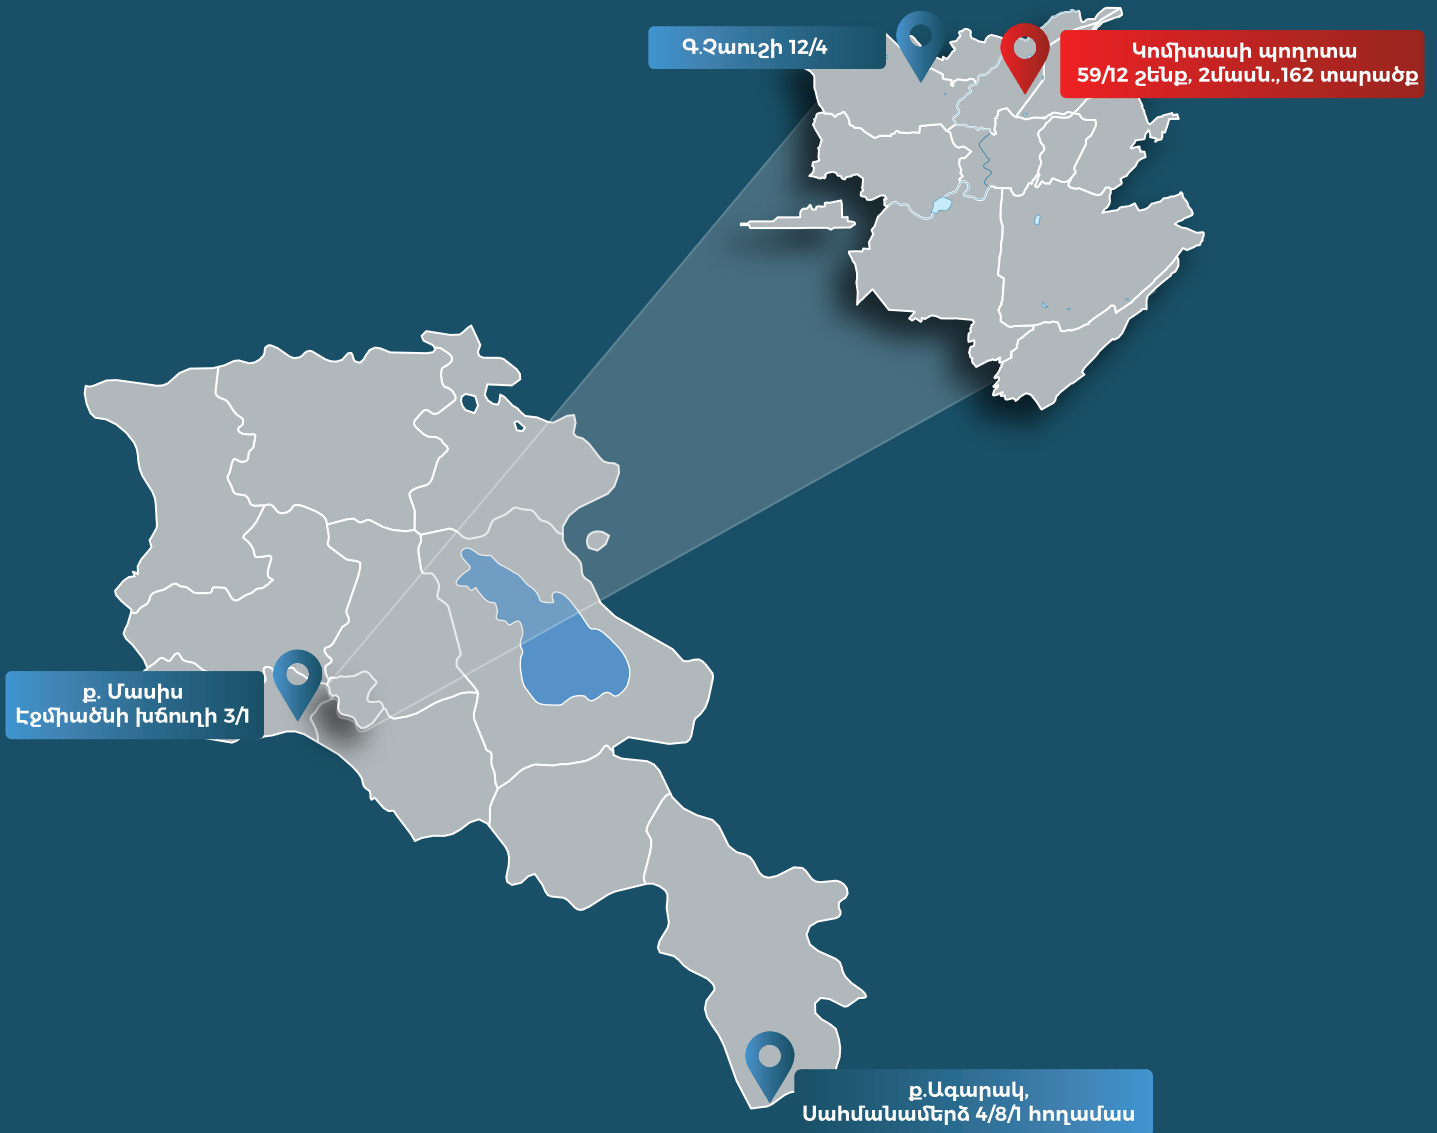 Գ.Չաուշի 12/4
Կոմիտասի պողոտա
59/12 շենք, 2մասն.,162 տարածք
ք. Մասիս
Էջմիածնի խճուղի 3/1
ք.Ագարակ,
Սահմանամերձ 4/8/1 հողամաս